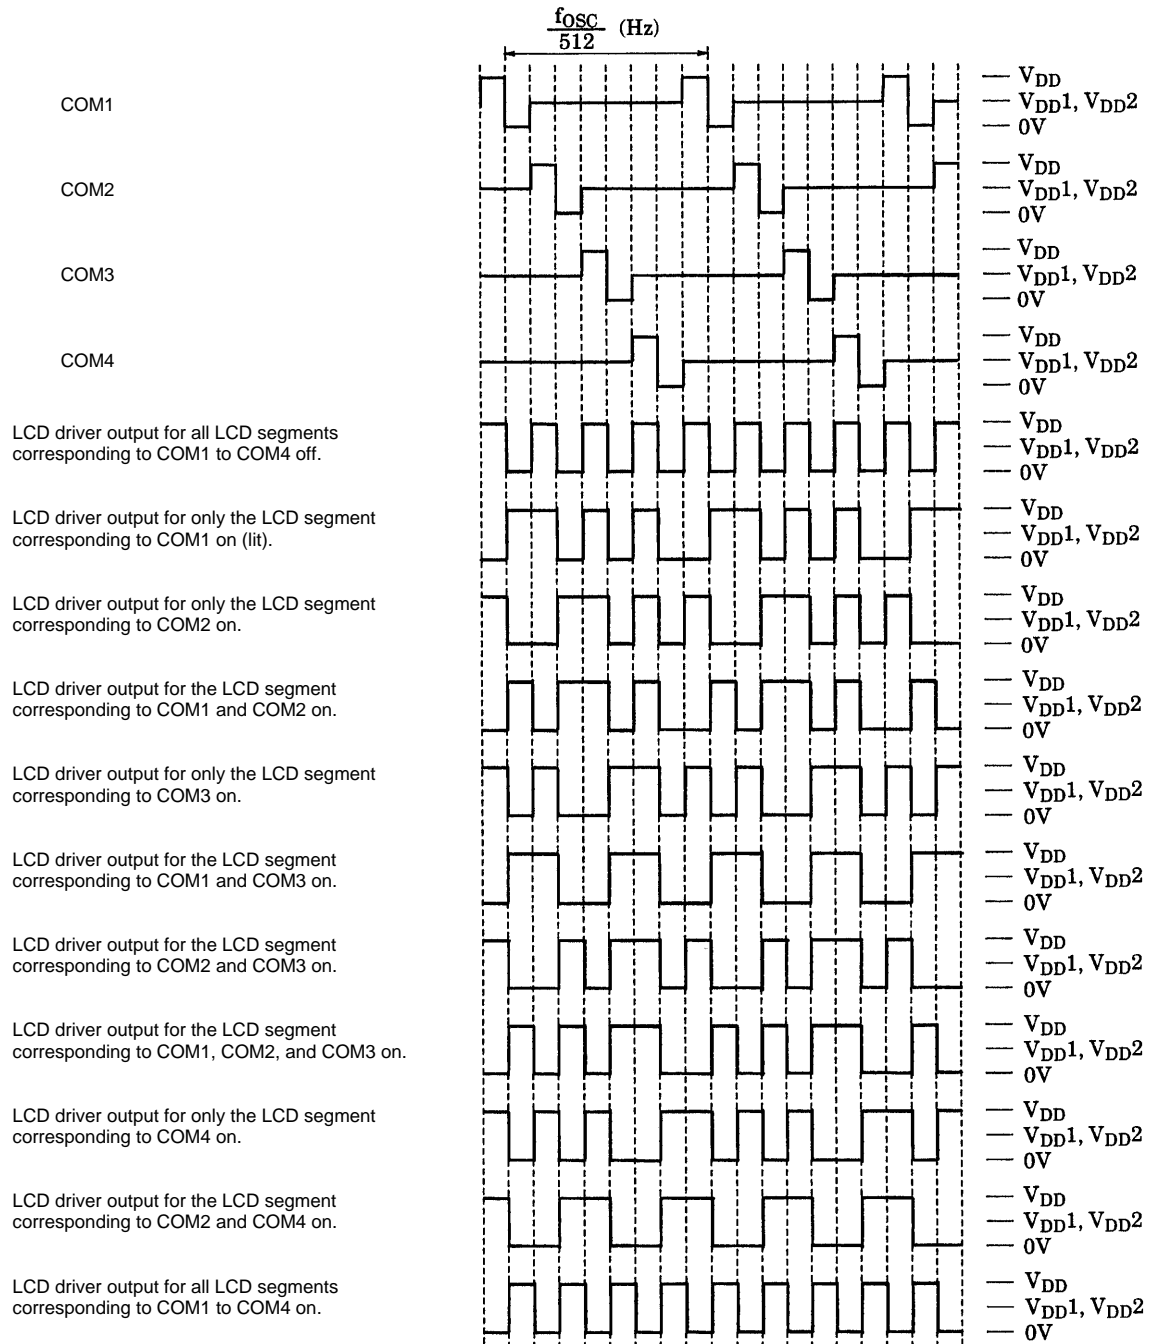 fOSC
512
(Hz)
COM1
VDD
VDD1, VDD2
0V
COM2
VDD
VDD1, VDD2
0V
COM3
VDD
VDD1, VDD2
0V
COM4
VDD
VDD1, VDD2
0V
LCD driver output for all LCD segments
corresponding to COM1 to COM4 off.
VDD
VDD1, VDD2
0V
LCD driver output for only the LCD segment
corresponding to COM1 on (lit).
VDD
VDD1, VDD2
0V
LCD driver output for only the LCD segment
corresponding to COM2 on.
VDD
VDD1, VDD2
0V
LCD driver output for the LCD segment
corresponding to COM1 and COM2 on.
VDD
VDD1, VDD2
0V
LCD driver output for only the LCD segment
corresponding to COM3 on.
VDD
VDD1, VDD2
0V
LCD driver output for the LCD segment
corresponding to COM1 and COM3 on.
VDD
VDD1, VDD2
0V
LCD driver output for the LCD segment
corresponding to COM2 and COM3 on.
VDD
VDD1, VDD2
0V
LCD driver output for the LCD segment
corresponding to COM1, COM2, and COM3 on.
VDD
VDD1, VDD2
0V
LCD driver output for only the LCD segment
corresponding to COM4 on.
VDD
VDD1, VDD2
0V
LCD driver output for the LCD segment
corresponding to COM2 and COM4 on.
VDD
VDD1, VDD2
0V
LCD driver output for all LCD segments
corresponding to COM1 to COM4 on.
VDD
VDD1, VDD2
0V